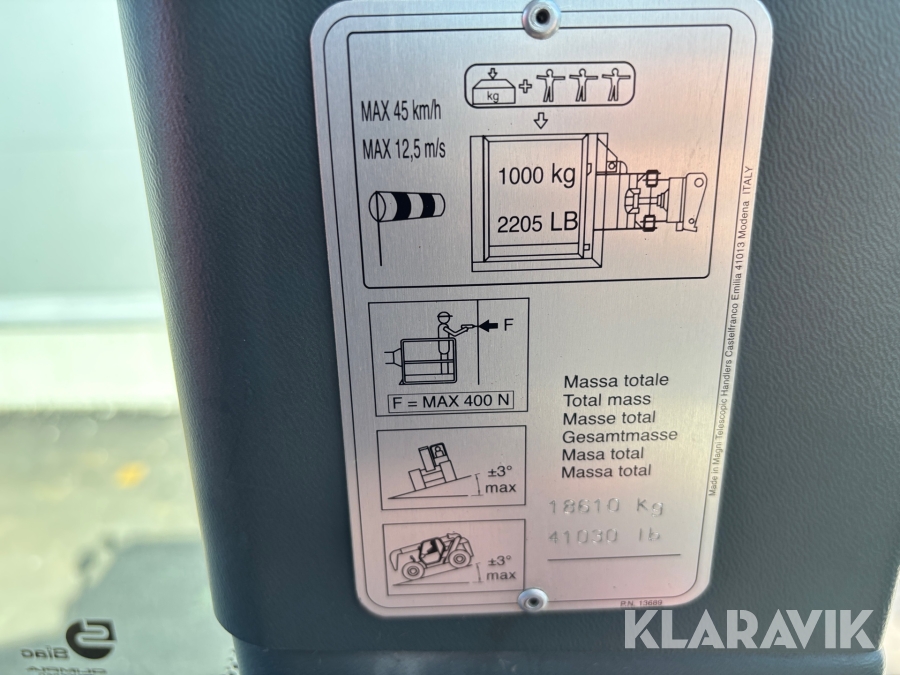 kg
MAX 45 km/h
MAX 12,5 m/s
1000 kg
2205 LB
F
F = MAX 400 N
±3°
max
±3°
max
Massa totale
Total mass
Masse total
Gesamtmasse
Masa total
Massa total
18610 Kg
41030 lb
P.N. 13689
Made in Magni Telescopic Handlers Castelfranco Emilia 41013 Modena ITALY
KLARAVIK